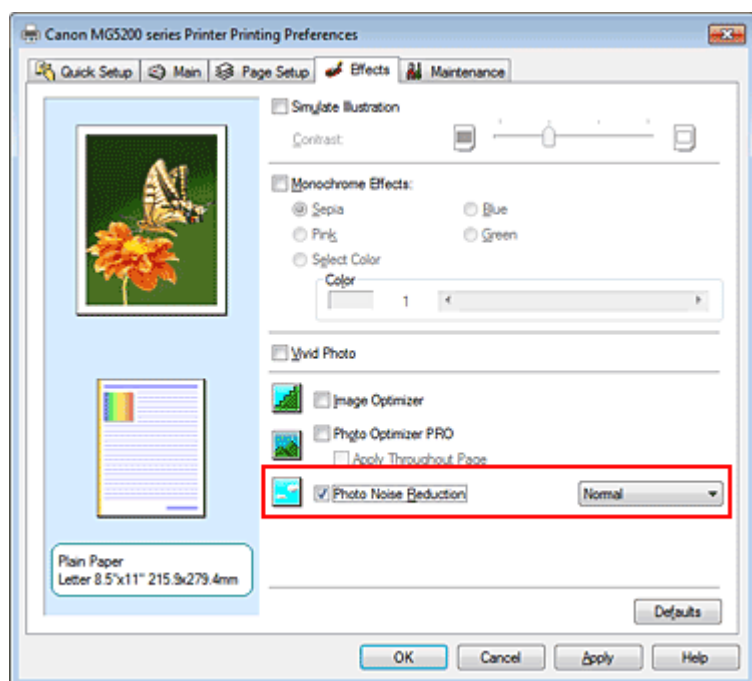 Canon MG5200 series Printer Printing Preferences
Quick Setup Main Page Setup Effects Maintenance
Simulate Illustration
Contrast:
Monochrome Effects:
Sepia Blue
Pink Green
Select Color
Color
1
Vivid Photo
Image Optimizer
Photo Optimizer PRO
Apply Throughout Page
Photo Noise Reduction Normal
Plain Paper
Letter 8.5"x11" 215.9x279.4mm
Defaults
OK Cancel Apply Help